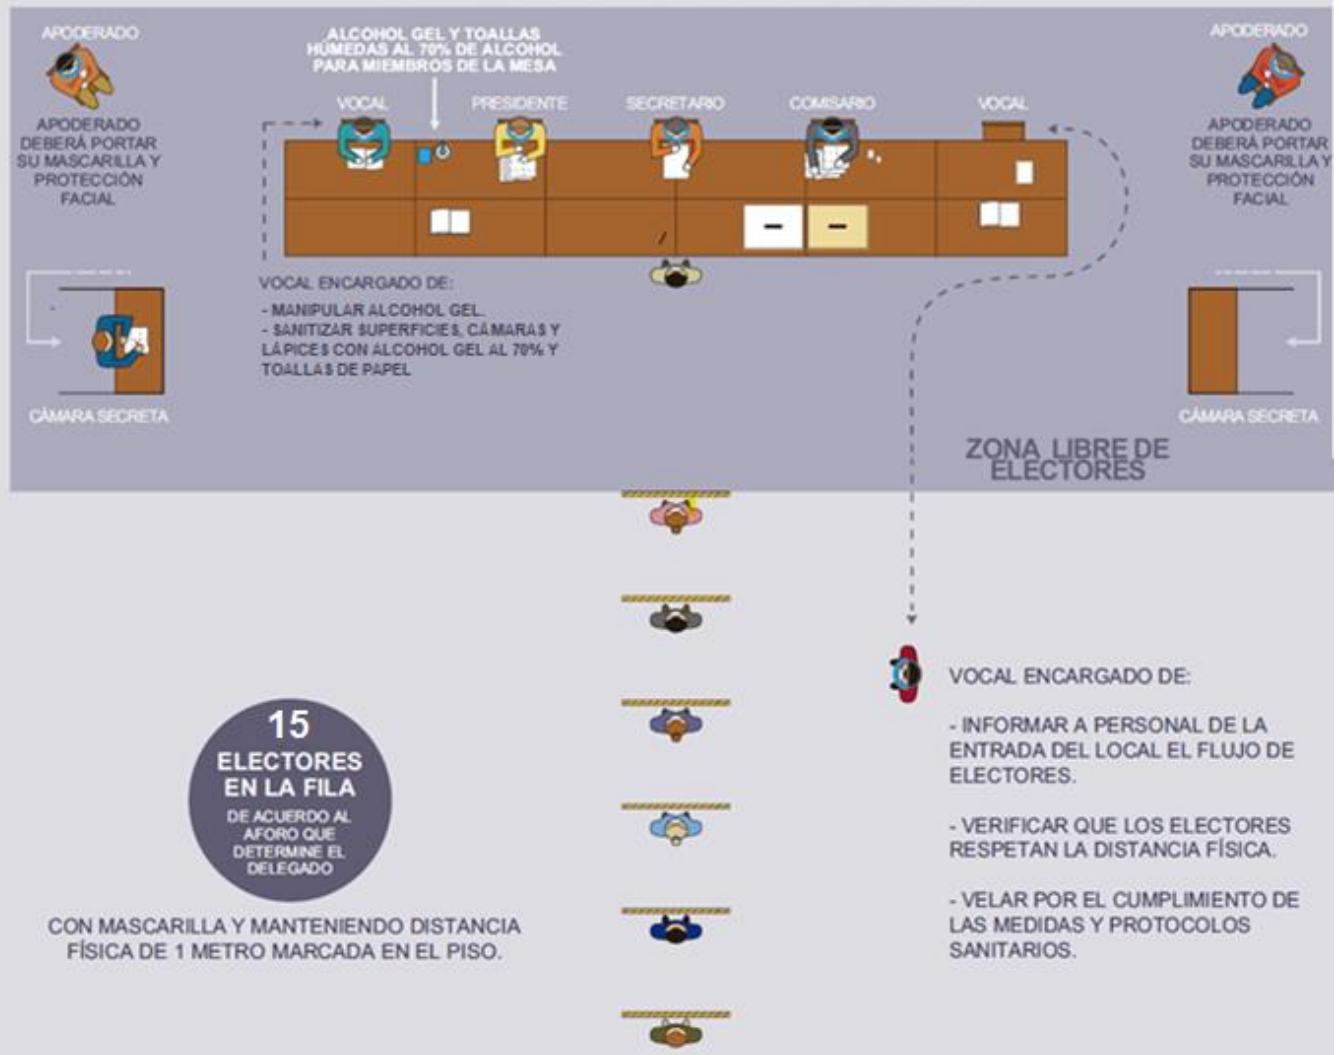 APODERADO
APODERADO
DEBERÁ PORTAR
SU MASCARILLA Y
PROTECCIÓN
FACIAL
ALCOHOL GEL Y TOALLAS
HÚMEDAS AL 70% DE ALCOHOL
PARA MIEMBROS DE LA MESA
VOCAL
PRESIDENTE
SECRETARIO
COMISARIO
VOCAL
APODERADO
APODERADO
DEBERÁ PORTAR
SU MASCARILLA Y
PROTECCIÓN
FACIAL
VOCAL ENCARGADO DE:
- MANIPULAR ALCOHOL GEL.
- SANITIZAR SUPERFICIES, CÁMARAS Y
LÁPICES CON ALCOHOL GEL AL 70% Y
TOALLAS DE PAPEL
CÁMARA SECRETA
CÁMARA SECRETA
ZONA LIBRE DE
ELECTORES
15
ELECTORES
EN LA FILA
DE ACUERDO AL
AFORO QUE
DETERMINE EL
DELEGADO
CON MASCARILLA Y MANTENIENDO DISTANCIA
FÍSICA DE 1 METRO MARCADA EN EL PISO.
VOCAL ENCARGADO DE:
- INFORMAR A PERSONAL DE LA
ENTRADA DEL LOCAL EL FLUJO DE
ELECTORES.
- VERIFICAR QUE LOS ELECTORES
RESPETAN LA DISTANCIA FÍSICA.
- VELAR POR EL CUMPLIMIENTO DE
LAS MEDIDAS Y PROTOCOLOS
SANITARIOS.